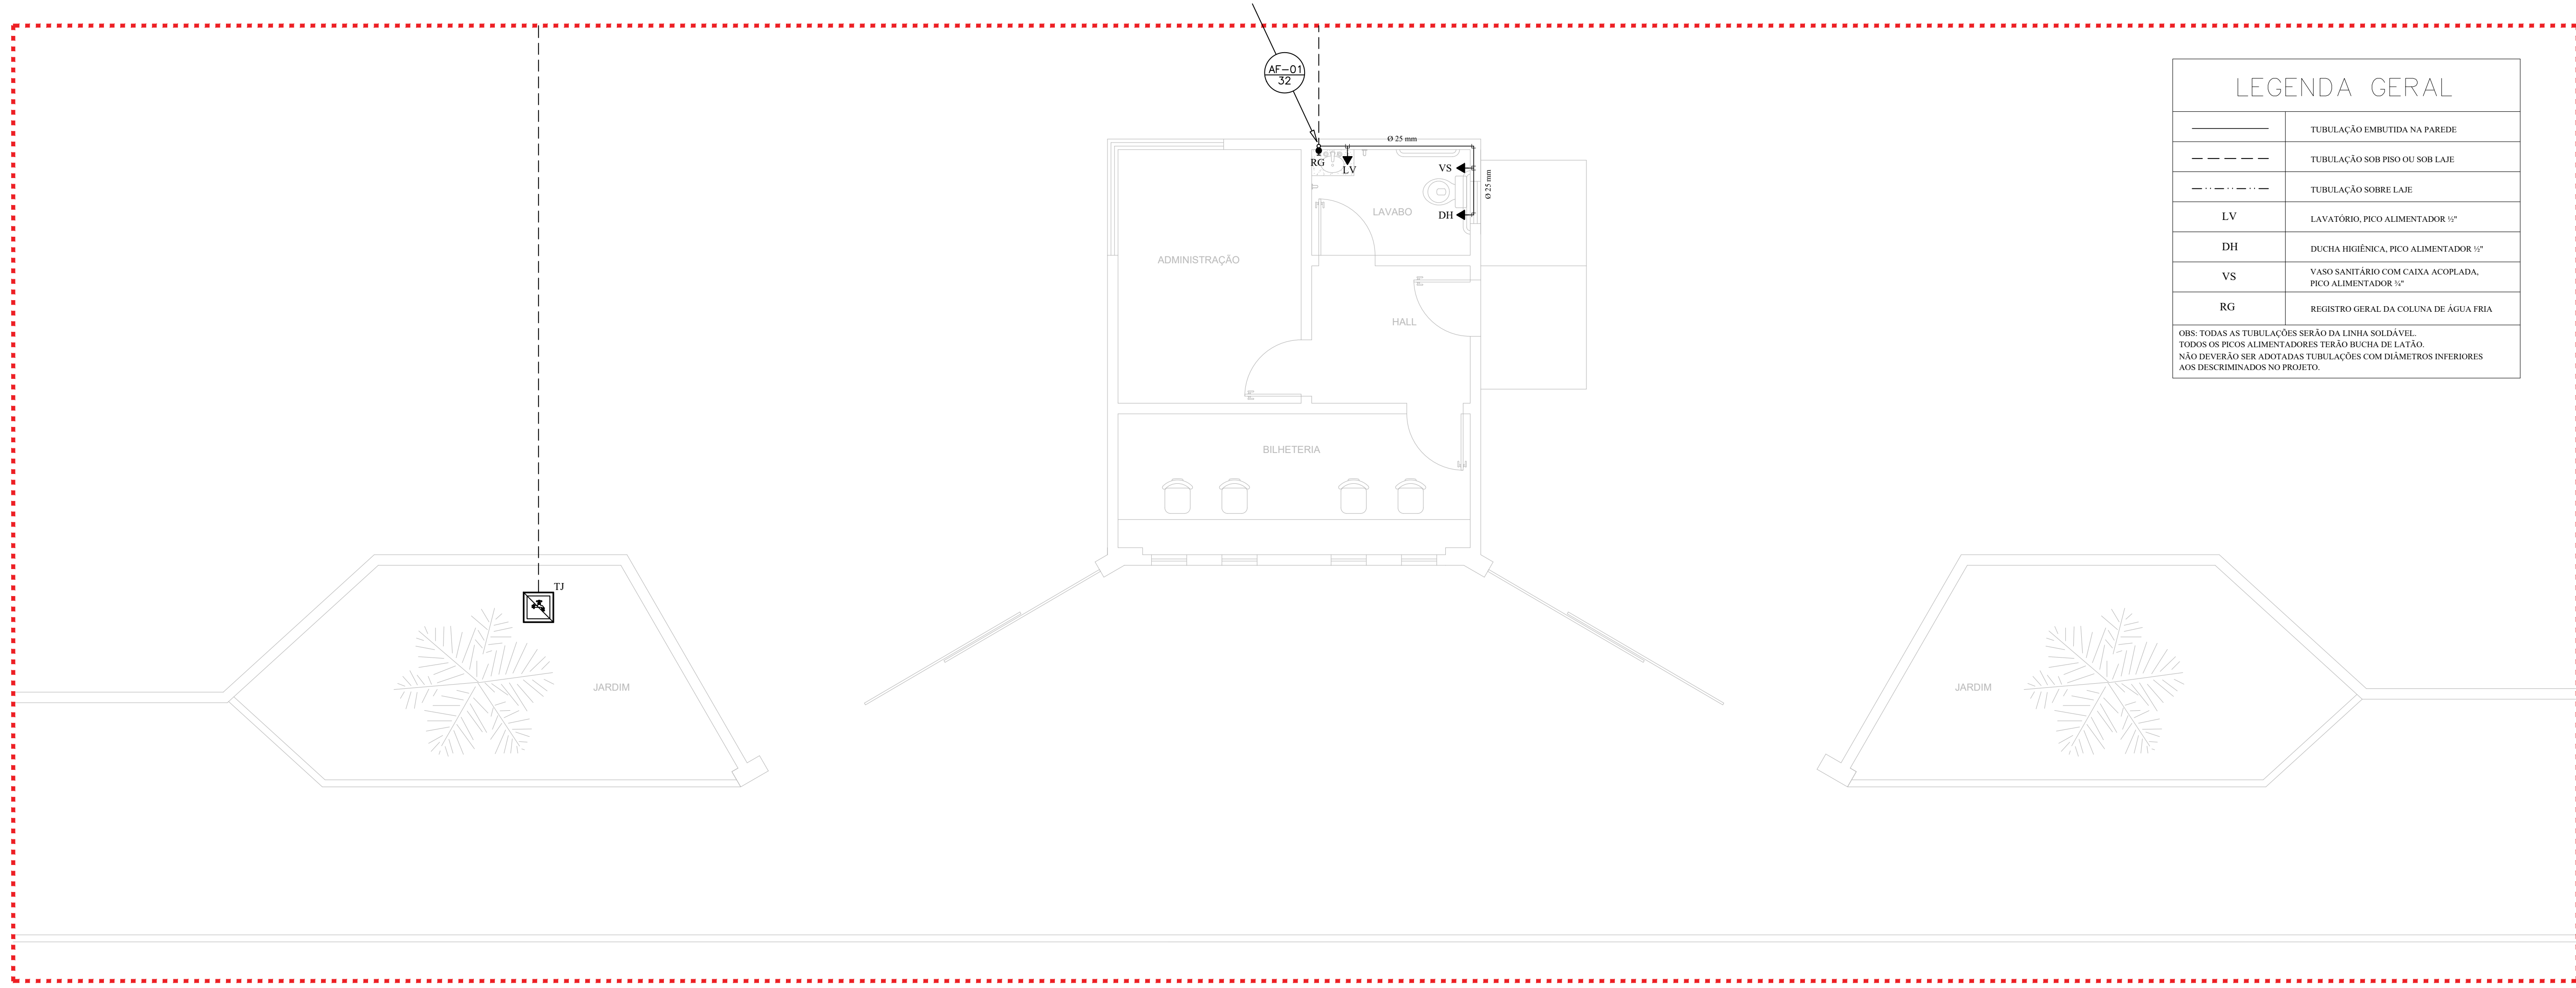 AF-01
32
Ø 25 mm
RG
LV
VS
Ø 25 mm
DH
LAVABO
ADMINISTRAÇÃO
HALL
BILHETERIA
TJ
JARDIM
JARDIM
LEGENDA GERAL
TUBULAÇÃO EMBUTIDA NA PAREDE
TUBULAÇÃO SOB PISO OU SOB LAJE
TUBULAÇÃO SOBRE LAJE
LV LAVATÓRIO, PICO ALIMENTADOR ½"
DH DUCHA HIGIÊNICA, PICO ALIMENTADOR ½"
VS VASO SANITÁRIO COM CAIXA ACOPLADA,
PICO ALIMENTADOR ¾"
RG REGISTRO GERAL DA COLUNA DE ÁGUA FRIA
OBS: TODAS AS TUBULAÇÕES SERÃO DA LINHA SOLDÁVEL.
TODOS OS PICOS ALIMENTADORES TERÃO BUCHA DE LATÃO.
NÃO DEVERÃO SER ADOTADAS TUBULAÇÕES COM DIÂMETROS INFERIORES
AOS DESCRIMINADOS NO PROJETO.